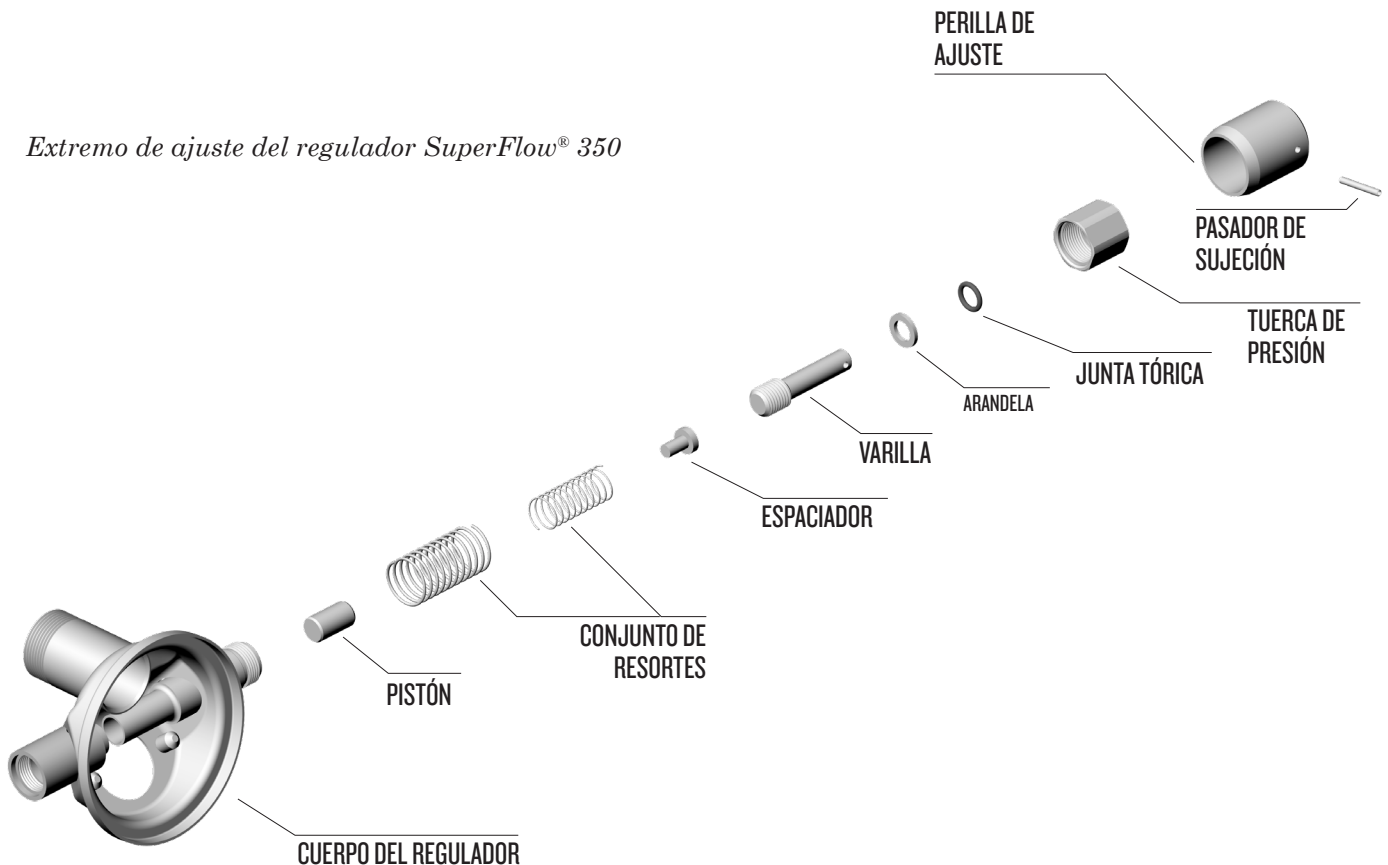 PERILLA DE
AJUSTE
Extremo de ajuste del regulador SuperFlow® 350
PASADOR DE
SUJECIÓN
TUERCA DE
PRESIÓN
JUNTA TÓRICA
ARANDELA
VARILLA
ESPACIADOR
CONJUNTO DE
RESORTES
PISTÓN
CUERPO DEL REGULADOR